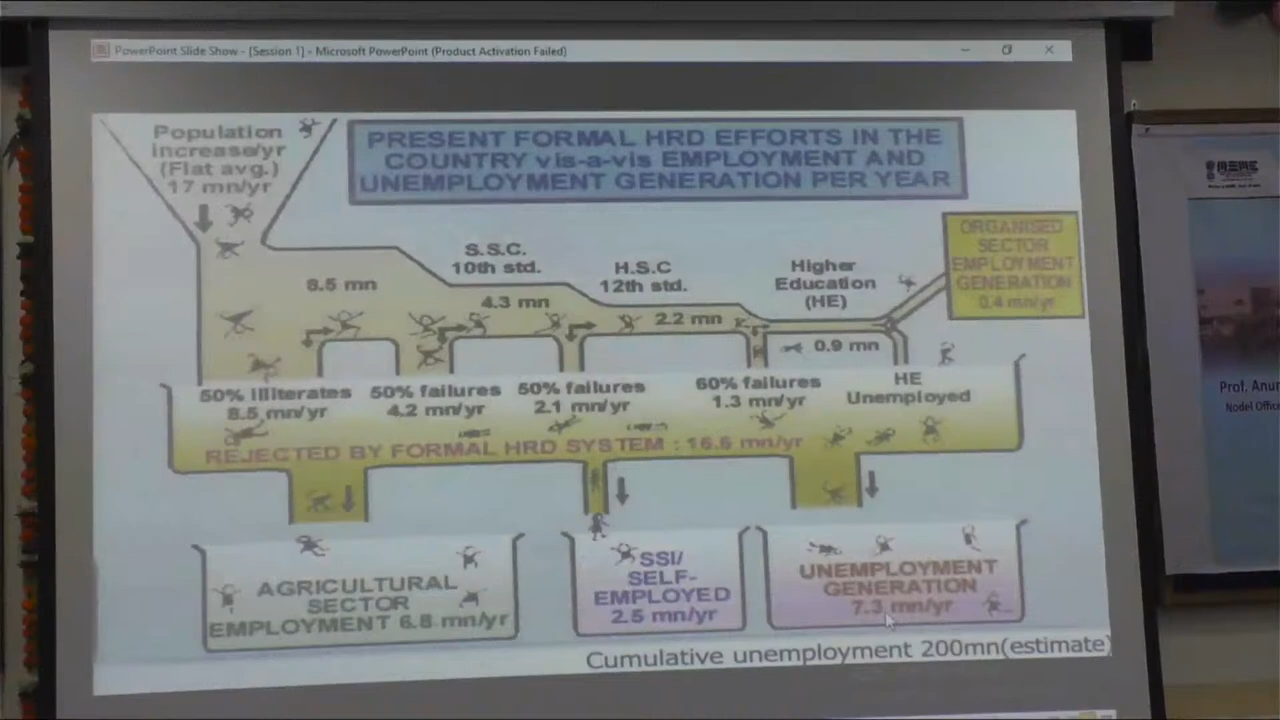 PowerPoint Slide Show - [Session 1] - Microsoft PowerPoint (Product Activation Failed)
Population
increase/yr
(Flat avg.)
17 mn/yr
PRESENT FORMAL HRD EFFORTS IN THE
COUNTRY vis-a-vis EMPLOYMENT AND
UNEMPLOYMENT GENERATION PER YEAR
ORGANISED
SECTOR
EMPLOYMENT
GENERATION
0.4 mn/yr
S.S.C.
10th std.
H.S.C
12th std.
Higher
Education
(HE)
8.5 mn
4.3 mn
2.2 mn
0.9 mn
50% Illiterates
8.5 mn/yr
50% failures
4.2 mn/yr
50% failures
2.1 mn/yr
60% failures
1.3 mn/yr
HE
Unemployed
REJECTED BY FORMAL HRD SYSTEM : 16.6 mn/yr
AGRICULTURAL
SECTOR
EMPLOYMENT 6.8 mn/yr
SSI/
SELF-
EMPLOYED
2.5 mn/yr
UNEMPLOYMENT
GENERATION
7.3 mn/yr
Cumulative unemployment 200mn(estimate)
Prof. Anur